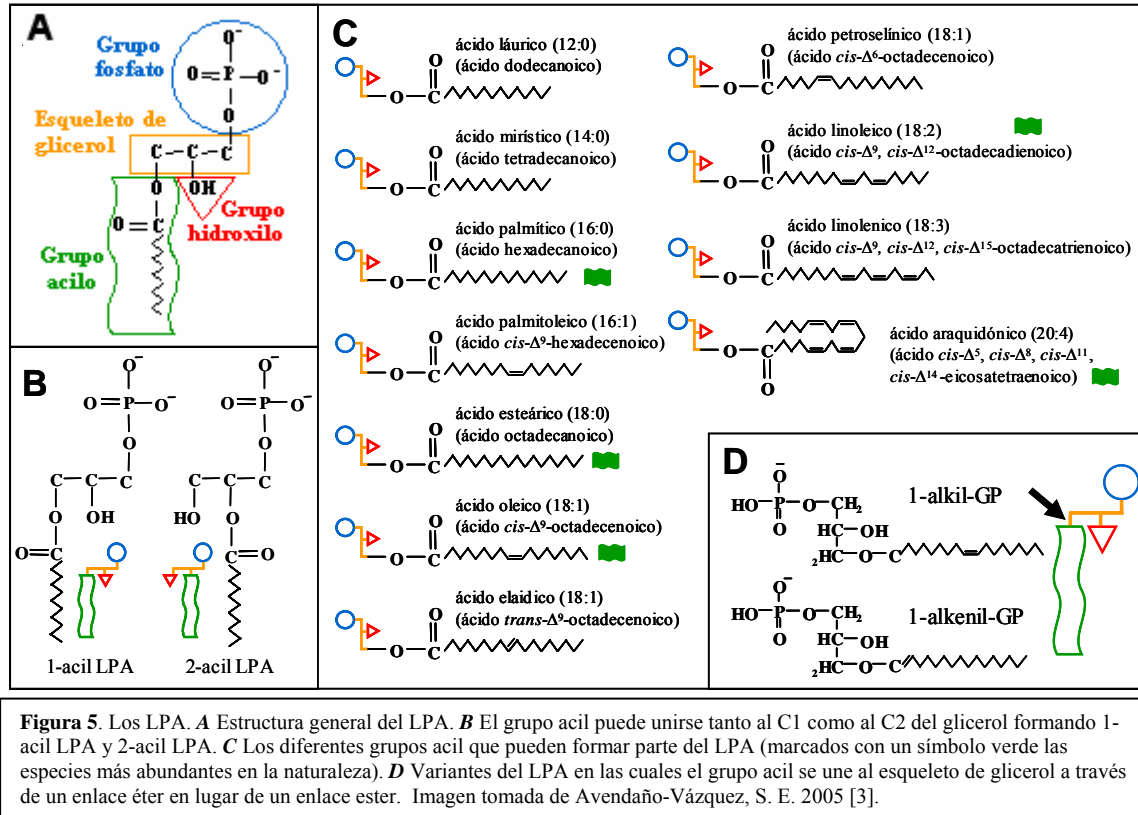 A
Grupo
fosfato
O⁻
O=P—O⁻
O
Esqueleto de
glicerol
C–C–C
O OH
O=C
Grupo
hidroxilo
Grupo
acilo
B
O⁻ O⁻
O=P—O⁻ O=P—O⁻
O O
C C C C C C
O OH HO O
O=C C=O
1-acil LPA 2-acil LPA
C
ácido láurico (12:0)
(ácido dodecanoico)
O
O—C
ácido mirístico (14:0)
(ácido tetradecanoico)
O
O—C
ácido palmítico (16:0)
(ácido hexadecanoico)
O
O—C
ácido palmitoleico (16:1)
(ácido cis-Δ⁹-hexadecenoico)
O
O—C
ácido esteárico (18:0)
(ácido octadecanoico)
O
O—C
ácido oleico (18:1)
(ácido cis-Δ⁹-octadecenoico)
O
O—C
ácido elaidico (18:1)
(ácido trans-Δ⁹-octadecenoico)
O
O—C
ácido petroselínico (18:1)
(ácido cis-Δ⁶-octadecenoico)
O
O—C
ácido linoleico (18:2)
(ácido cis-Δ⁹, cis-Δ¹²-octadecadienoico)
O
O—C
ácido linolenico (18:3)
(ácido cis-Δ⁹, cis-Δ¹², cis-Δ¹⁵-octadecatrienoico)
O
O—C
ácido araquidónico (20:4)
(ácido cis-Δ⁵, cis-Δ⁸, cis-Δ¹¹,
cis-Δ¹⁴-eicosatetraenoico)
O—C
O
D
O⁻
HO—P—O—CH₂
O
HC—OH
₂HC—O—C
1-alkil-GP
O⁻
HO—P—O—CH₂
O
HC—OH
₂HC—O—C
1-alkenil-GP
Figura 5. Los LPA. A Estructura general del LPA. B El grupo acil puede unirse tanto al C1 como al C2 del glicerol formando 1-
acil LPA y 2-acil LPA. C Los diferentes grupos acil que pueden formar parte del LPA (marcados con un símbolo verde las
especies más abundantes en la naturaleza). D Variantes del LPA en las cuales el grupo acil se une al esqueleto de glicerol a través
de un enlace éter en lugar de un enlace ester. Imagen tomada de Avendaño-Vázquez, S. E. 2005 [3].